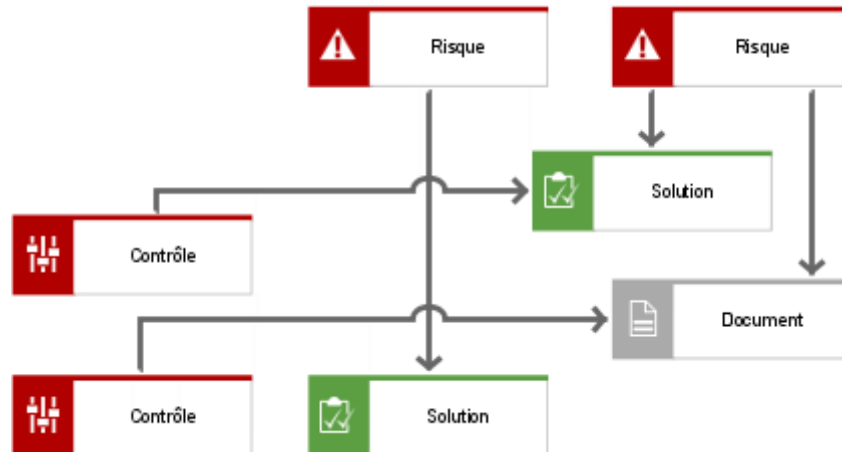 Risque
Risque
Solution
Contrôle
Document
Contrôle
Solution